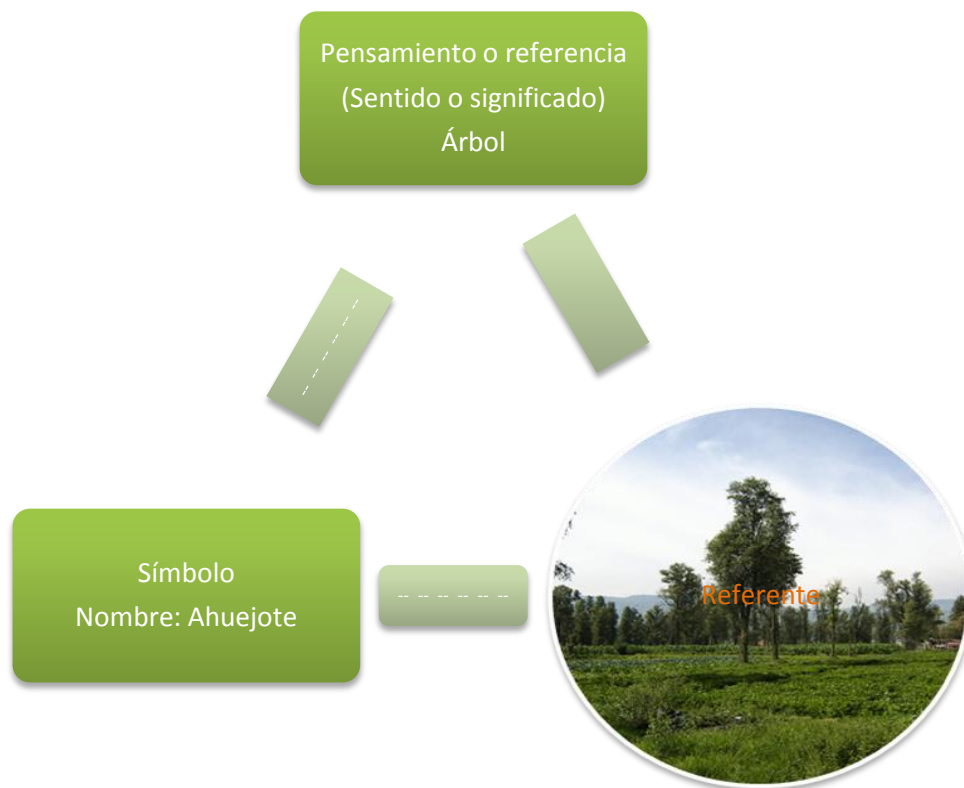 Pensamiento o referencia
(Sentido o significado)
Árbol
Símbolo
Nombre: Ahuejote
-- -- -- -- -- --
Referente